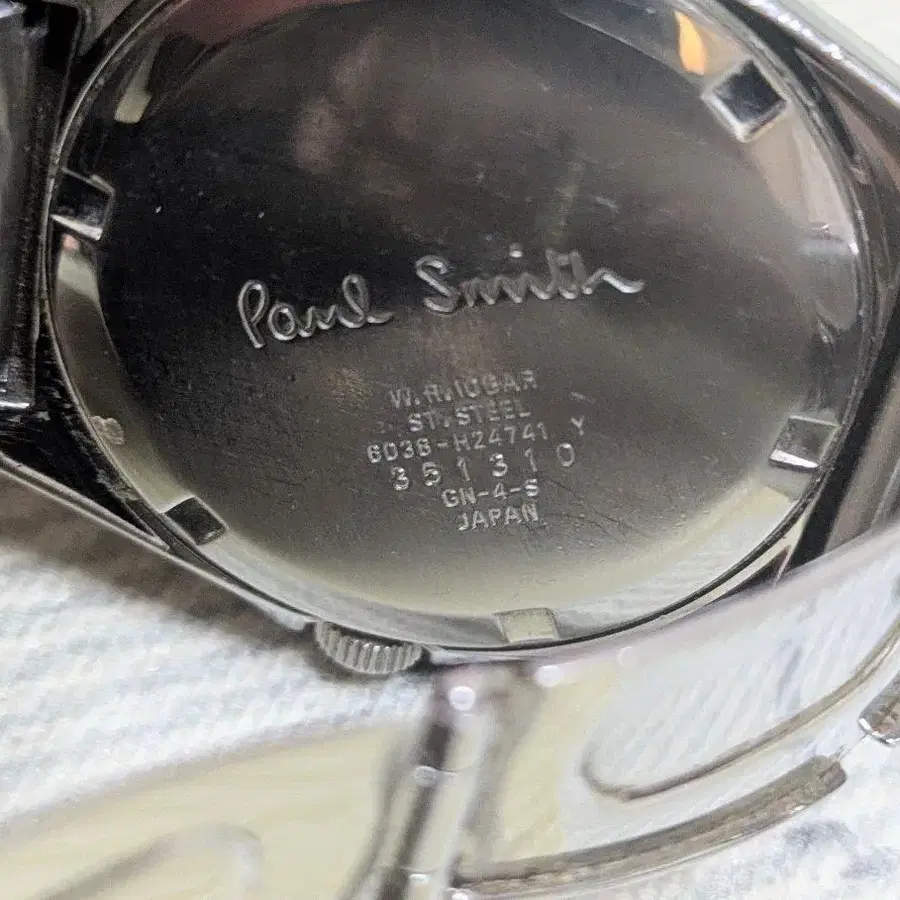 Paul Smith
W.R.10BAR
ST.STEEL
6038-H24741 Y
351310
GN-4-S
JAPAN